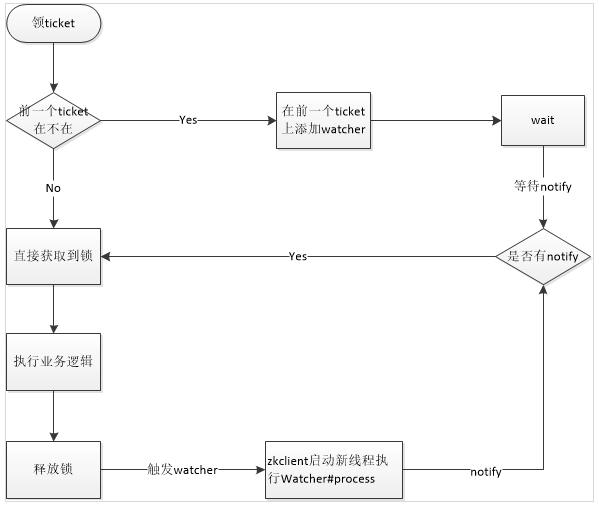 领ticket
前一个ticket
在不在
Yes
在前一个ticket
上添加watcher
wait
No
等待notify
直接获取到锁
Yes
是否有notify
执行业务逻辑
释放锁
触发watcher
zkclient启动新线程执
行Watcher#process
notify